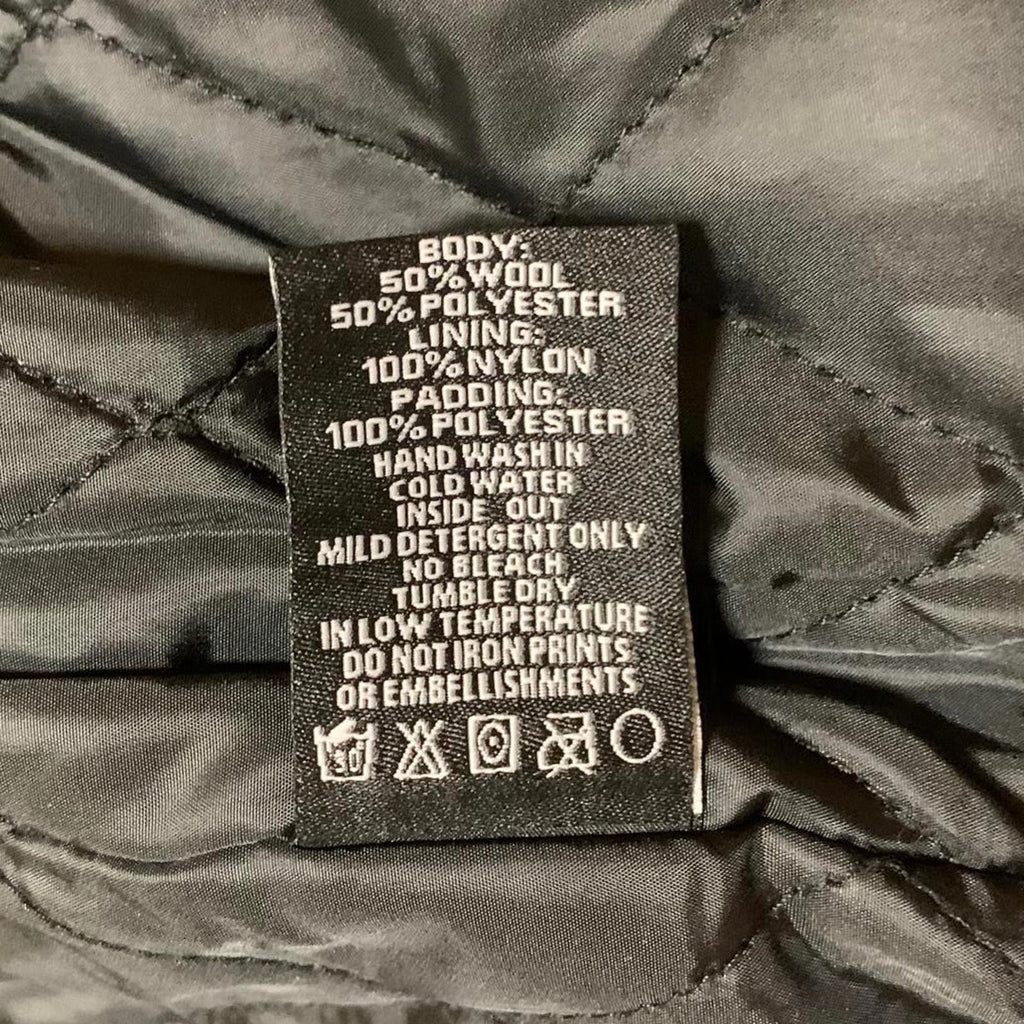 BODY:
50% WOOL
50% POLYESTER
LINING:
100% NYLON
PADDING:
100% POLYESTER
HAND WASH IN
COLD WATER
INSIDE OUT
MILD DETERGENT ONLY
NO BLEACH
TUMBLE DRY
IN LOW TEMPERATURE
DO NOT IRON PRINTS
OR EMBELLISHMENTS
30